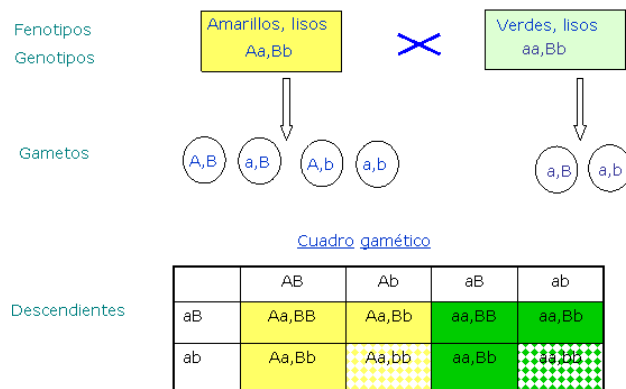 Fenotipos
Genotipos
Amarillos, lisos
Aa,Bb
Verdes, lisos
aa,Bb
Gametos
A,B
a,B
A,b
a,b
a,B
a,b
Cuadro gamético
Descendientes
AB Ab aB ab
aB Aa,BB Aa,Bb aa,BB aa,Bb
ab Aa,Bb Aa,bb aa,Bb aa,bb